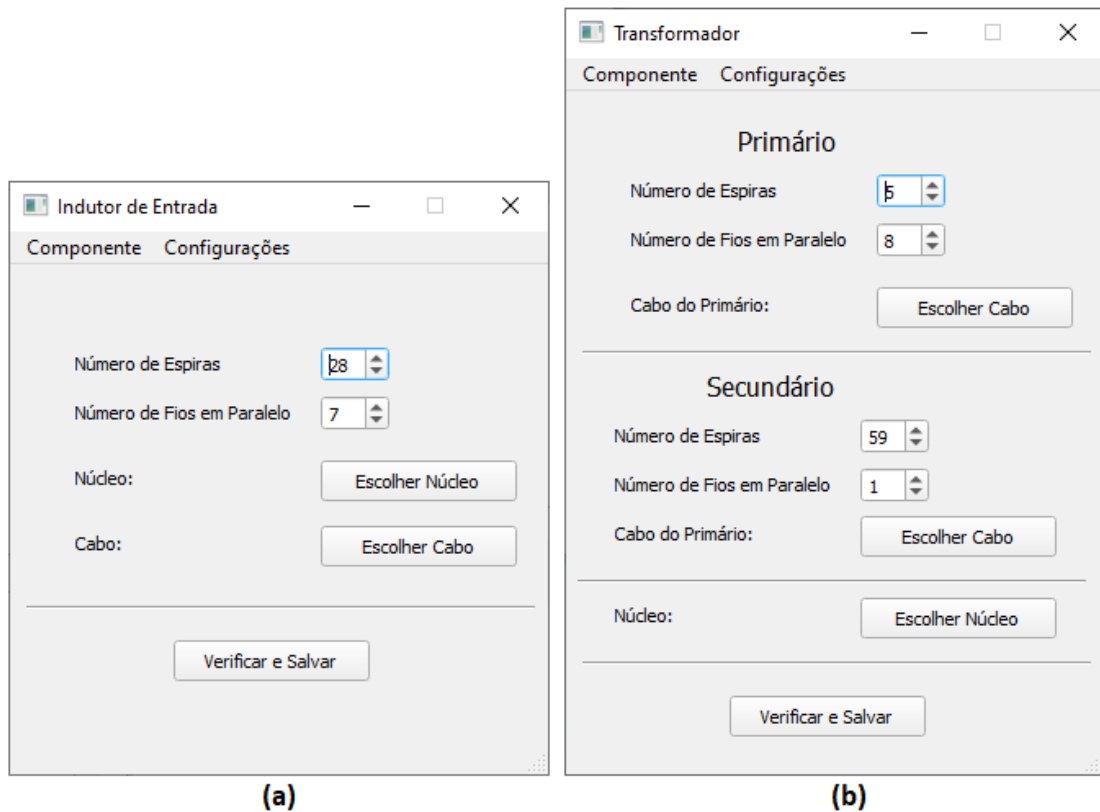 Indutor de Entrada
Componente Configurações
Número de Espiras 28
Número de Fios em Paralelo 7
Núcleo: Escolher Núcleo
Cabo: Escolher Cabo
Verificar e Salvar
(a)
Transformador
Componente Configurações
Primário
Número de Espiras 5
Número de Fios em Paralelo 8
Cabo do Primário: Escolher Cabo
Secundário
Número de Espiras 59
Número de Fios em Paralelo 1
Cabo do Primário: Escolher Cabo
Núcleo: Escolher Núcleo
Verificar e Salvar
(b)